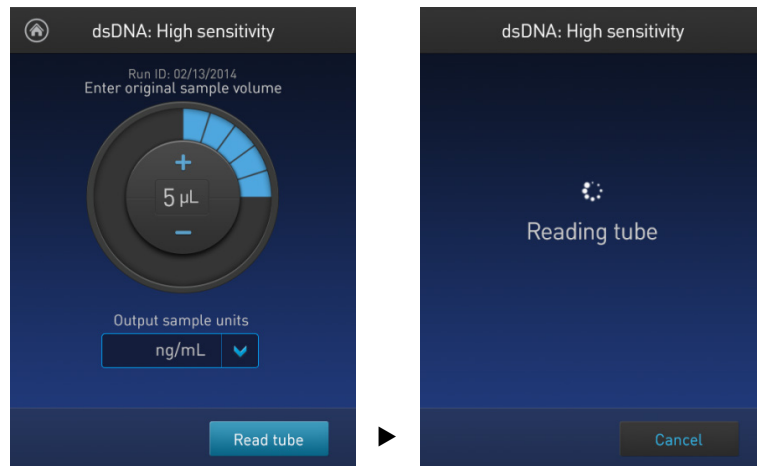 dsDNA: High sensitivity
Run ID: 02/13/2014
Enter original sample volume
+
5 µL
−
Output sample units
ng/mL
Read tube
dsDNA: High sensitivity
Reading tube
Cancel